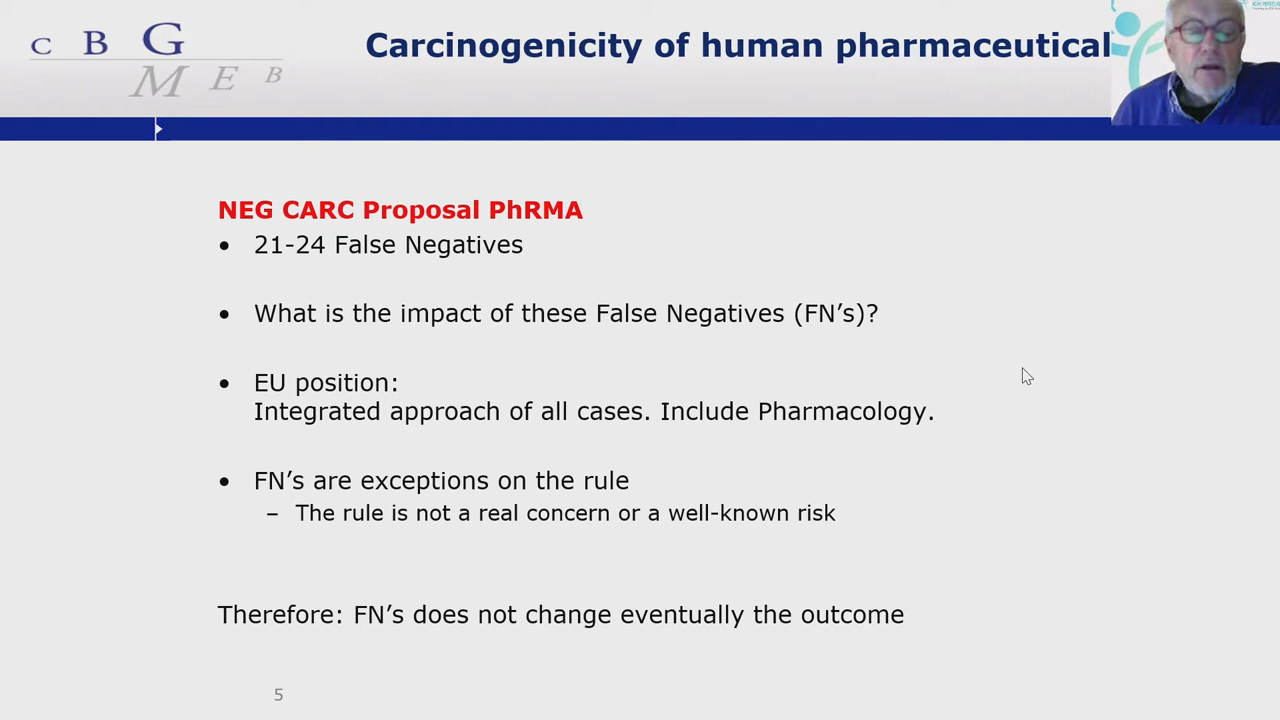 C B G
M E B
Carcinogenicity of human pharmaceutical
NEG CARC Proposal PhRMA
• 21-24 False Negatives
• What is the impact of these False Negatives (FN’s)?
• EU position:
Integrated approach of all cases. Include Pharmacology.
• FN’s are exceptions on the rule
– The rule is not a real concern or a well-known risk
Therefore: FN’s does not change eventually the outcome
5